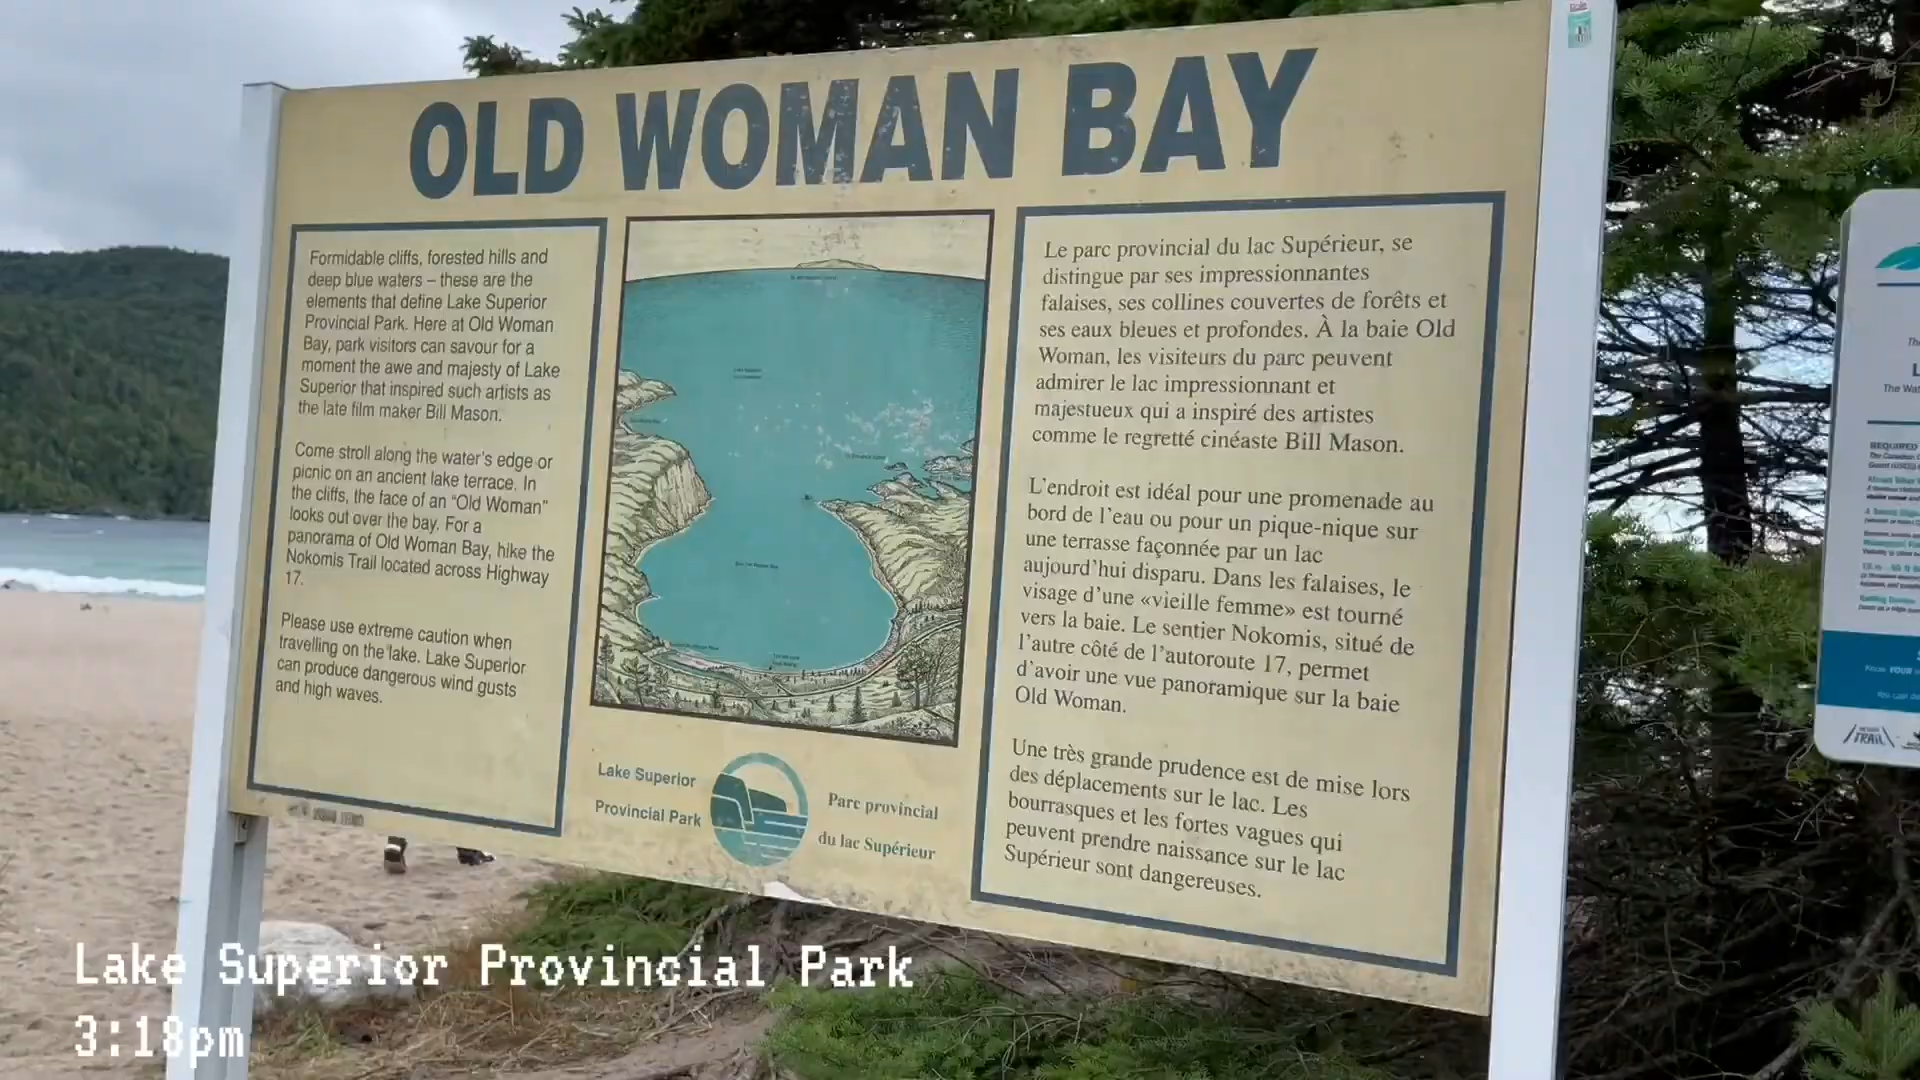 OLD WOMAN BAY
Formidable cliffs, forested hills and
deep blue waters – these are the
elements that define Lake Superior
Provincial Park. Here at Old Woman
Bay, park visitors can savour for a
moment the awe and majesty of Lake
Superior that inspired such artists as
the late film maker Bill Mason.
Come stroll along the water's edge or
picnic on an ancient lake terrace. In
the cliffs, the face of an “Old Woman”
looks out over the bay. For a
panorama of Old Woman Bay, hike the
Nokomis Trail located across Highway
17.
Please use extreme caution when
travelling on the lake. Lake Superior
can produce dangerous wind gusts
and high waves.
Le parc provincial du lac Supérieur, se
distingue par ses impressionnantes
falaises, ses collines couvertes de forêts et
ses eaux bleues et profondes. À la baie Old
Woman, les visiteurs du parc peuvent
admirer le lac impressionnant et
majestueux qui a inspiré des artistes
comme le regretté cinéaste Bill Mason.
L'endroit est idéal pour une promenade au
bord de l'eau ou pour un pique-nique sur
une terrasse façonnée par un lac
aujourd'hui disparu. Dans les falaises, le
visage d'une «vieille femme» est tourné
vers la baie. Le sentier Nokomis, situé de
l'autre côté de l'autoroute 17, permet
d'avoir une vue panoramique sur la baie
Old Woman.
Une très grande prudence est de mise lors
des déplacements sur le lac. Les
bourrasques et les fortes vagues qui
peuvent prendre naissance sur le lac
Supérieur sont dangereuses.
Lake Superior
Provincial Park
Parc provincial
du lac Supérieur
REQUIRED
TRAIL
Lake Superior Provincial Park
3:18pm